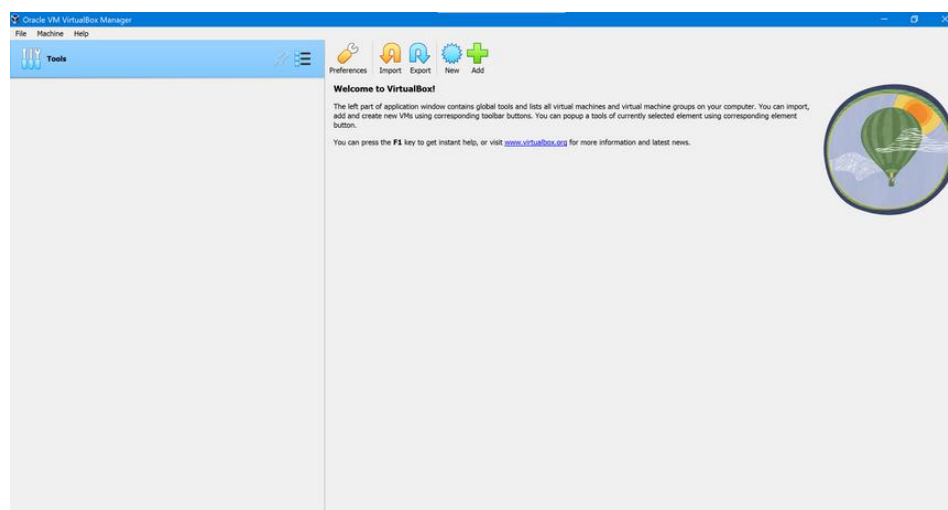 Oracle VM VirtualBox Manager
File Machine Help
Tools
Preferences Import Export New Add
Welcome to VirtualBox!
The left part of application window contains global tools and lists all virtual machines and virtual machine groups on your computer. You can import,
add and create new VMs using corresponding toolbar buttons. You can popup a tools of currently selected element using corresponding element
button.
You can press the F1 key to get instant help, or visit www.virtualbox.org for more information and latest news.